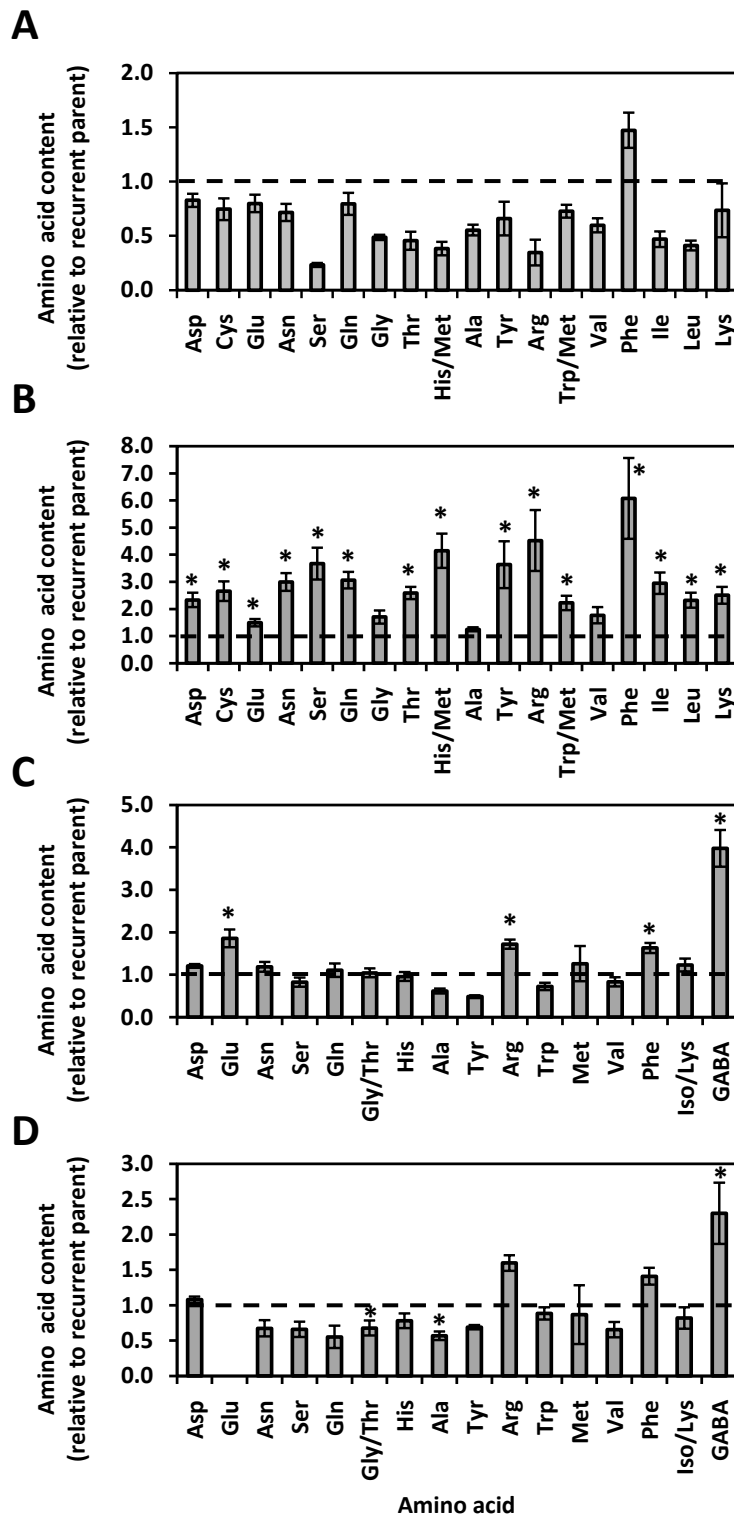 A
Amino acid content
(relative to recurrent parent)
2.0
1.5
1.0
0.5
0.0
Asp Cys Glu Asn Ser Gln Gly Thr His/Met Ala Tyr Arg Trp/Met Val Phe Ile Leu Lys
B
Amino acid content
(relative to recurrent parent)
8.0
7.0
6.0
5.0
4.0
3.0
2.0
1.0
0.0
* * * * * * * * * * * * * * *
Asp Cys Glu Asn Ser Gln Gly Thr His/Met Ala Tyr Arg Trp/Met Val Phe Ile Leu Lys
C
Amino acid content
(relative to recurrent parent)
5.0
4.0
3.0
2.0
1.0
0.0
* * * *
Asp Glu Asn Ser Gln Gly/Thr His Ala Tyr Arg Trp Met Val Phe Iso/Lys GABA
D
Amino acid content
(relative to recurrent parent)
3.0
2.5
2.0
1.5
1.0
0.5
0.0
* * *
Asp Glu Asn Ser Gln Gly/Thr His Ala Tyr Arg Trp Met Val Phe Iso/Lys GABA
Amino acid